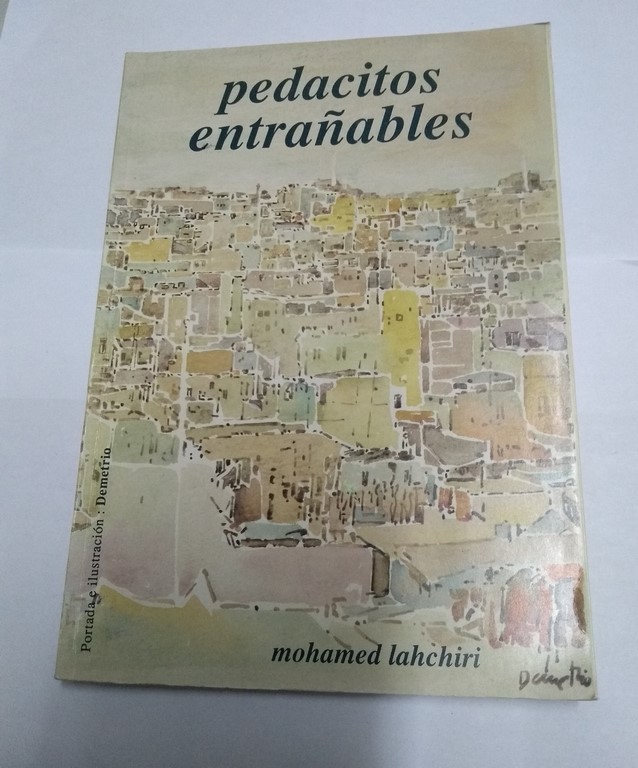 pedacitos
entrañables
Portada e ilustración : Demetrio
mohamed lahchiri
Demetrio